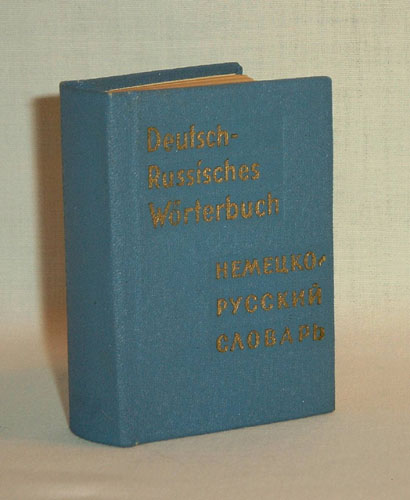 Deutsch-
Russisches
Wörterbuch
НЕМЕЦКО-
РУССКИЙ
СЛОВАРЬ